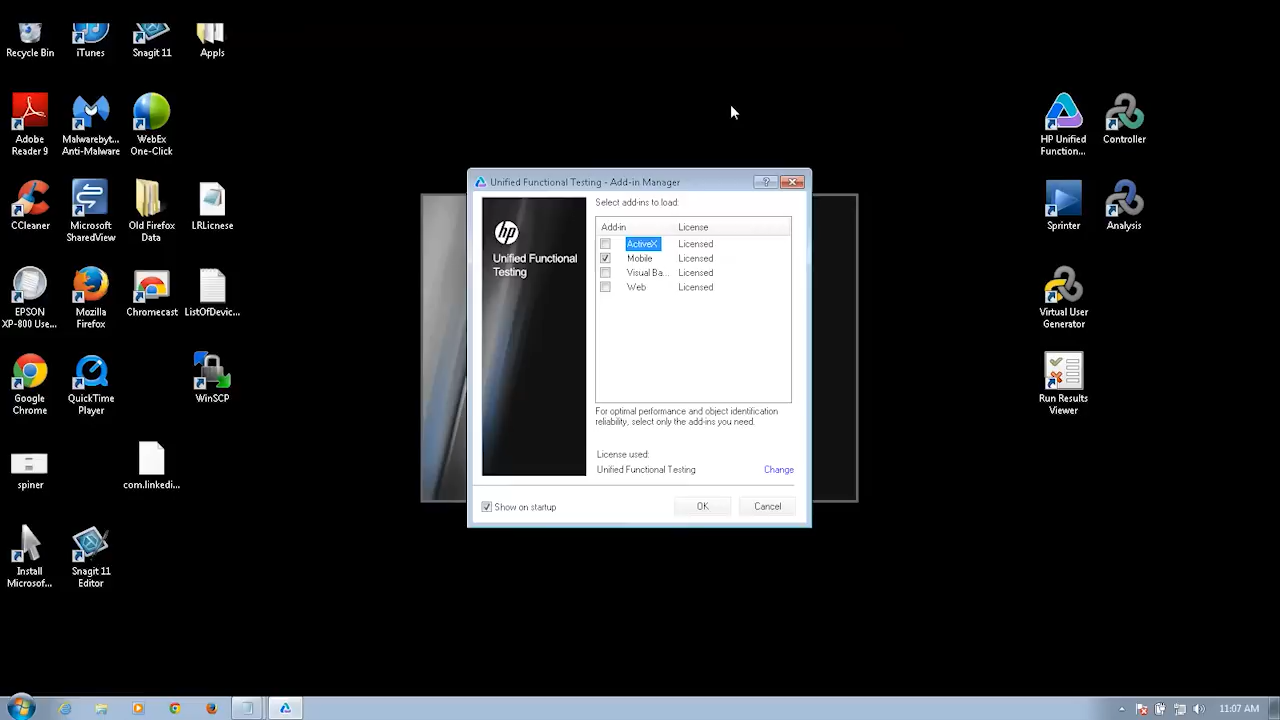 Recycle Bin
iTunes
Snagit 11
Appls
Adobe
Reader 9
Malwarebyt...
Anti-Malware
WebEx
One-Click
CCleaner
Microsoft
SharedView
Old Firefox
Data
LRLicnese
EPSON
XP-800 Use...
Mozilla
Firefox
Chromecast
ListOfDevic...
Google
Chrome
QuickTime
Player
WinSCP
spiner
com.linkedi...
Install
Microsof...
Snagit 11
Editor
Unified Functional Testing - Add-in Manager
hp
Unified Functional
Testing
Select add-ins to load:
Add-in License
ActiveX Licensed
Mobile Licensed
Visual Ba... Licensed
Web Licensed
For optimal performance and object identification
reliability, select only the add-ins you need.
License used:
Unified Functional Testing Change
Show on startup
OK
Cancel
HP Unified
Function...
Controller
Sprinter
Analysis
Virtual User
Generator
Run Results
Viewer
11:07 AM